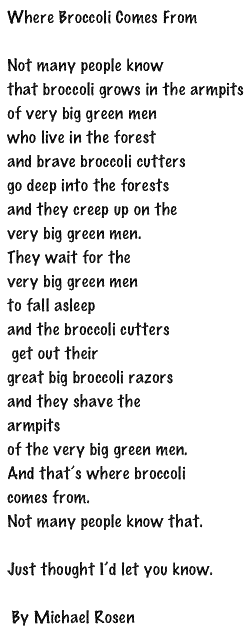 Where Broccoli Comes From

Not many people know
that broccoli grows in the armpits
of very big green men
who live in the forest
and brave broccoli cutters
go deep into the forests
and they creep up on the
very big green men.
They wait for the
very big green men
to fall asleep
and the broccoli cutters
get out their
great big broccoli razors
and they shave the
armpits
of the very big green men.
And that's where broccoli
comes from.
Not many people know that.

Just thought I'd let you know.

By Michael Rosen